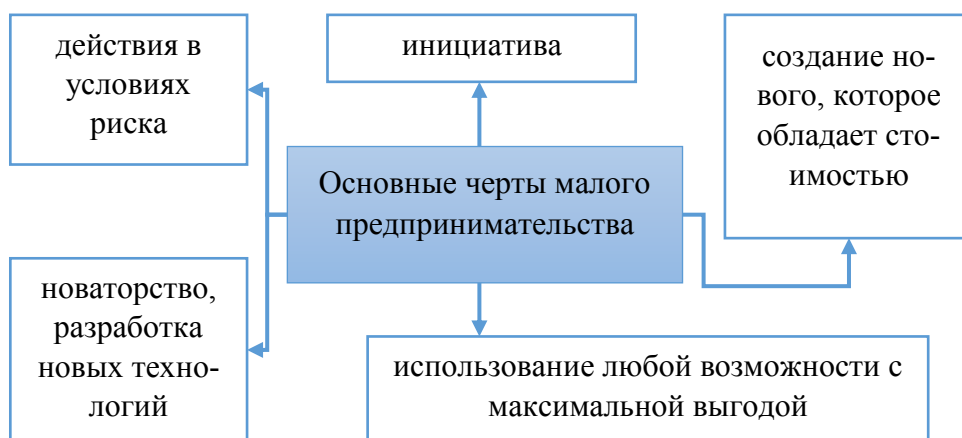 действия в
условиях
риска
инициатива
создание но-
вого, которое
обладает сто-
имостью
Основные черты малого
предпринимательства
новаторство,
разработка
новых техно-
логий
использование любой возможности с
максимальной выгодой